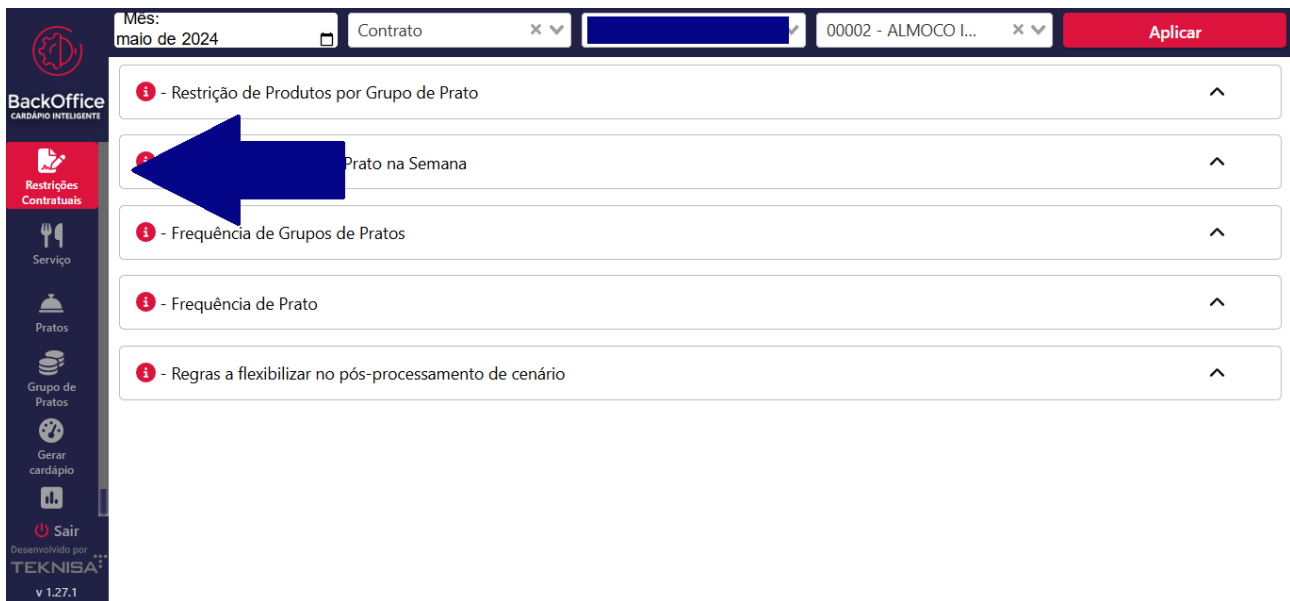 Mês:
maio de 2024
Contrato
00002 - ALMOCO I...
Aplicar
BackOffice
CARDÁPIO INTELIGENTE
Restrições
Contratuais
Serviço
Pratos
Grupo de
Pratos
Gerar
cardápio
Sair
Desenvolvido por
TEKNISA
v 1.27.1
- Restrição de Produtos por Grupo de Prato
Prato na Semana
- Frequência de Grupos de Pratos
- Frequência de Prato
- Regras a flexibilizar no pós-processamento de cenário